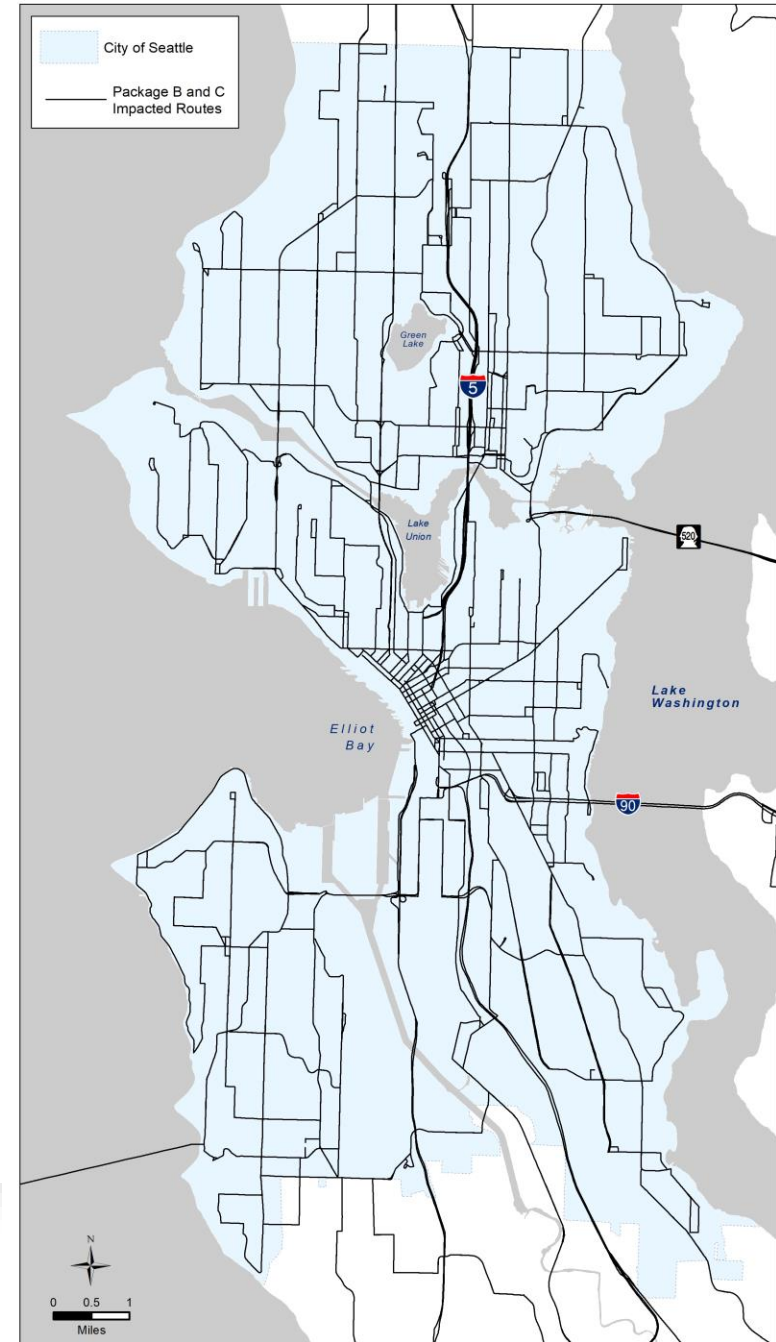 City of Seattle
Package B and C
Impacted Routes
Green
Lake
5
Lake
Union
520
Lake
Washington
Elliot
Bay
90
N
0 0.5 1
Miles